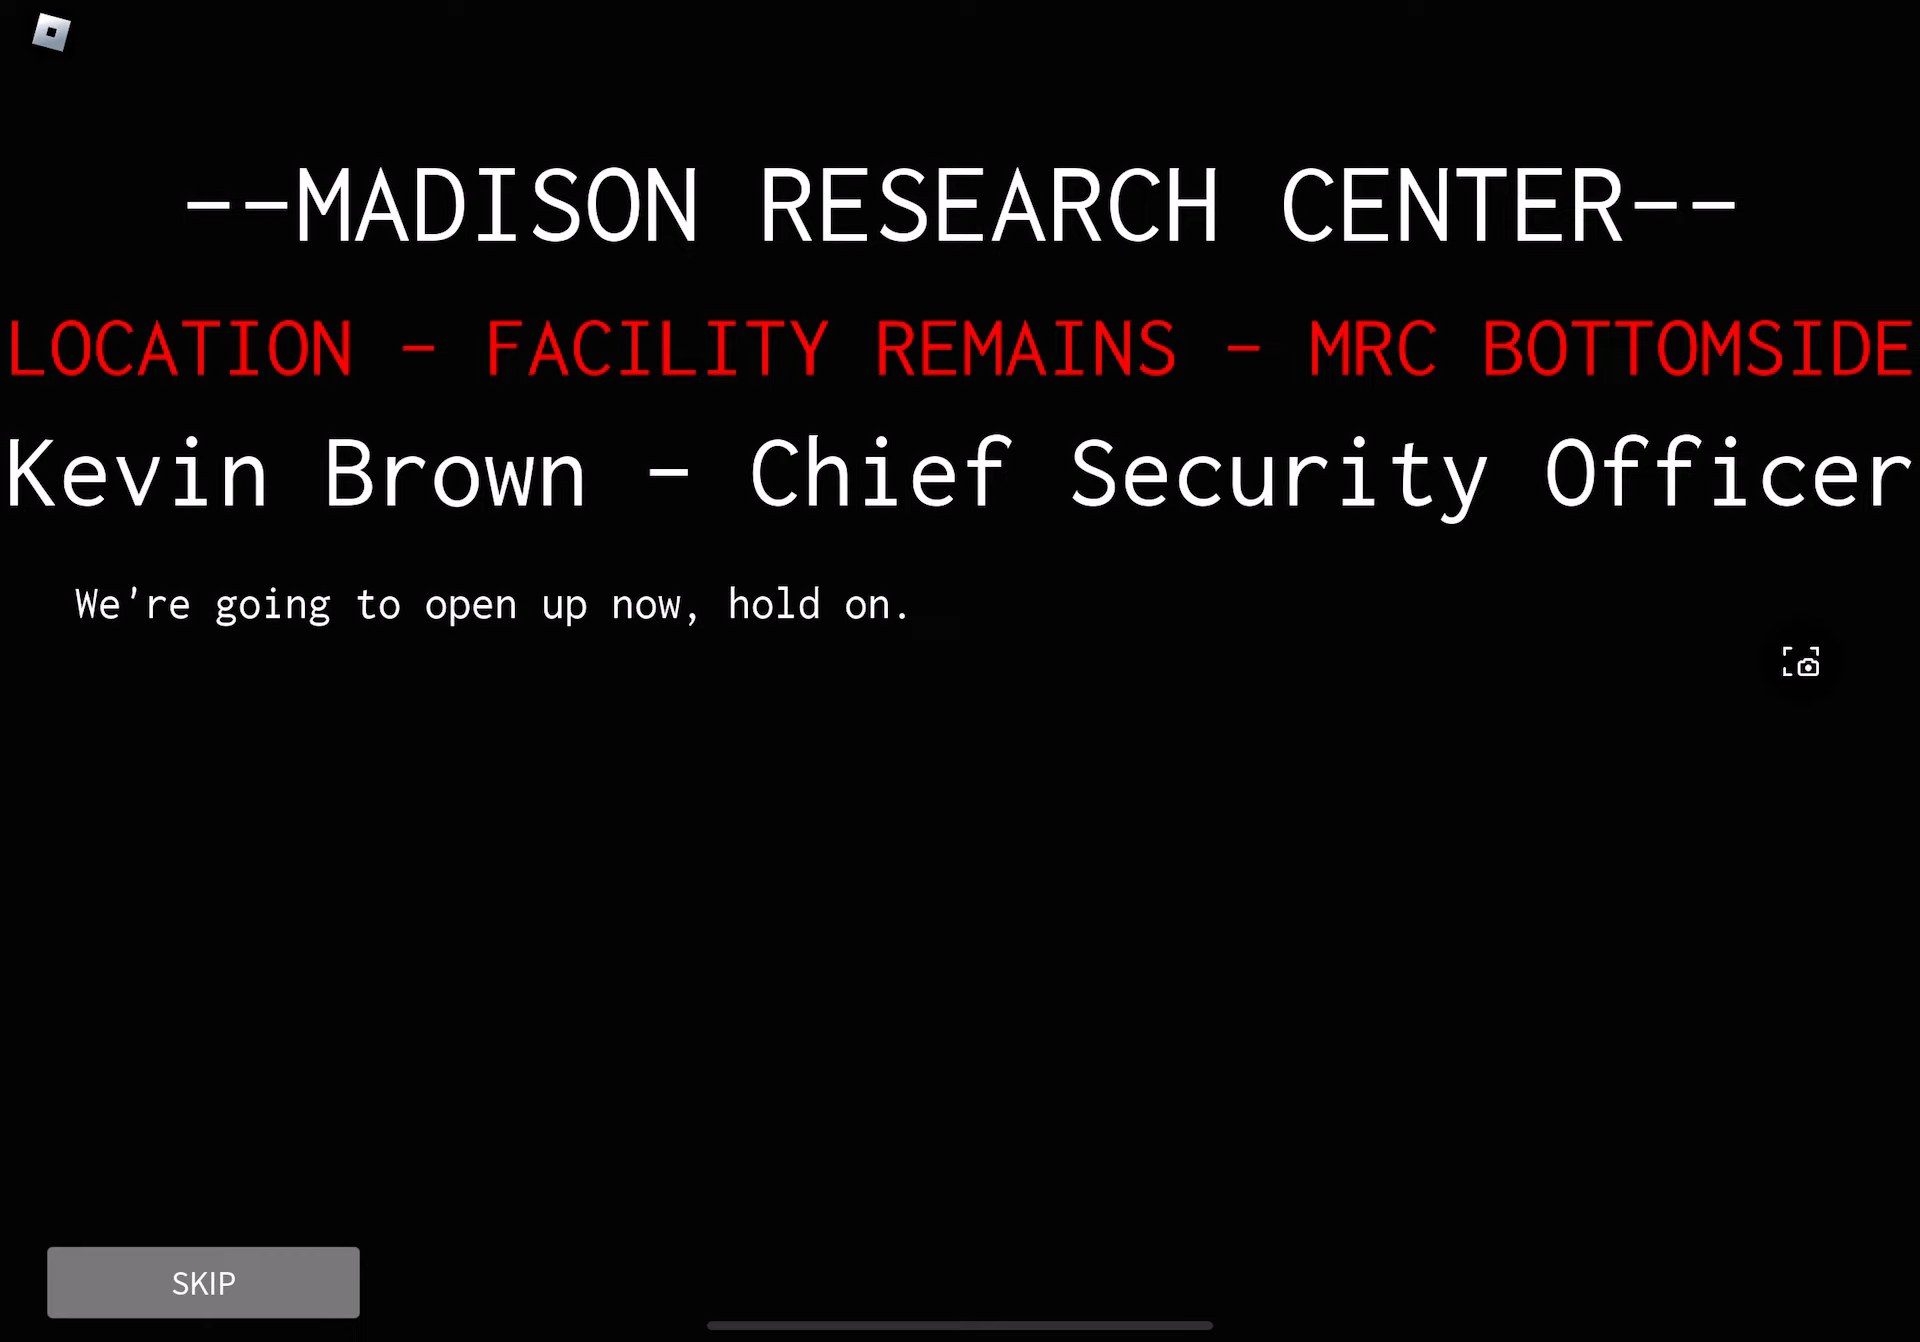 --MADISON RESEARCH CENTER--
LOCATION - FACILITY REMAINS - MRC BOTTOMSIDE
Kevin Brown - Chief Security Officer
We're going to open up now, hold on.
SKIP